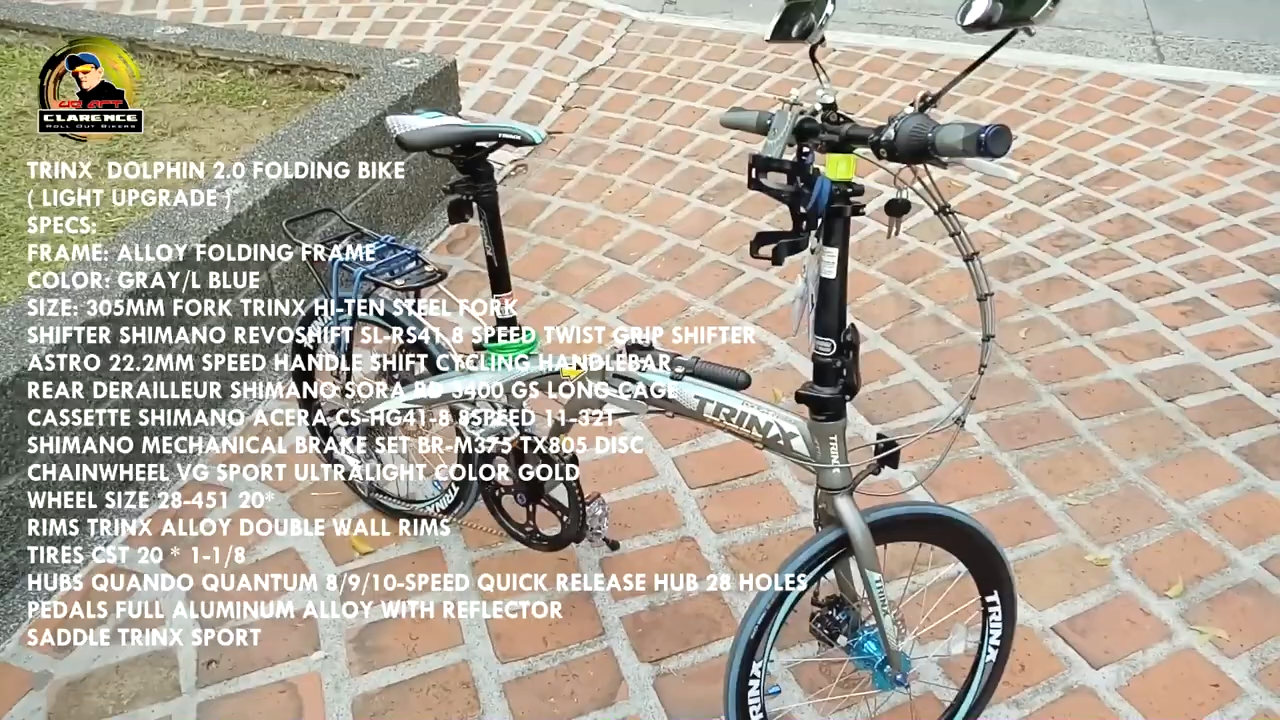 CLARENCE
ROLL OUT BIKERS
TRINX DOLPHIN 2.0 FOLDING BIKE
( LIGHT UPGRADE )
SPECS:
FRAME: ALLOY FOLDING FRAME
COLOR: GRAY/L BLUE
SIZE: 305MM FORK TRINX HI-TEN STEEL FORK
SHIFTER SHIMANO REVOSHIFT SL-RS41 8 SPEED TWIST GRIP SHIFTER
ASTRO 22.2MM SPEED HANDLE SHIFT CYCLING HANDLEBAR
REAR DERAILLEUR SHIMANO SORA RD 3400 GS LONG CAGE
CASSETTE SHIMANO ACERA CS-HG41-8 8SPEED 11-32T
SHIMANO MECHANICAL BRAKE SET BR-M375 TX805 DISC
CHAINWHEEL VG SPORT ULTRALIGHT COLOR GOLD
WHEEL SIZE 28-451 20*
RIMS TRINX ALLOY DOUBLE WALL RIMS
TIRES CST 20 * 1-1/8
HUBS QUANDO QUANTUM 8/9/10-SPEED QUICK RELEASE HUB 28 HOLES
PEDALS FULL ALUMINUM ALLOY WITH REFLECTOR
SADDLE TRINX SPORT
TRINX
TRINX
TRINX
TRINX
TRINX
TRINX